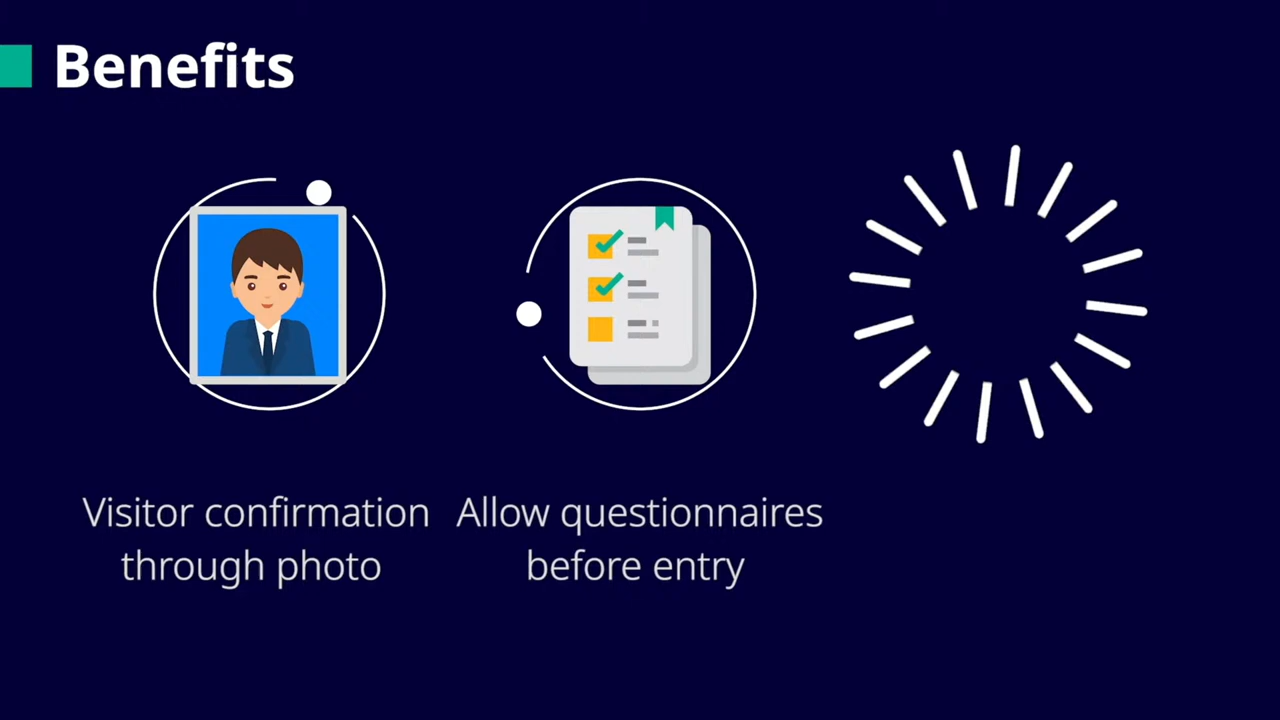 Benefits
Visitor confirmation
through photo
Allow questionnaires
before entry